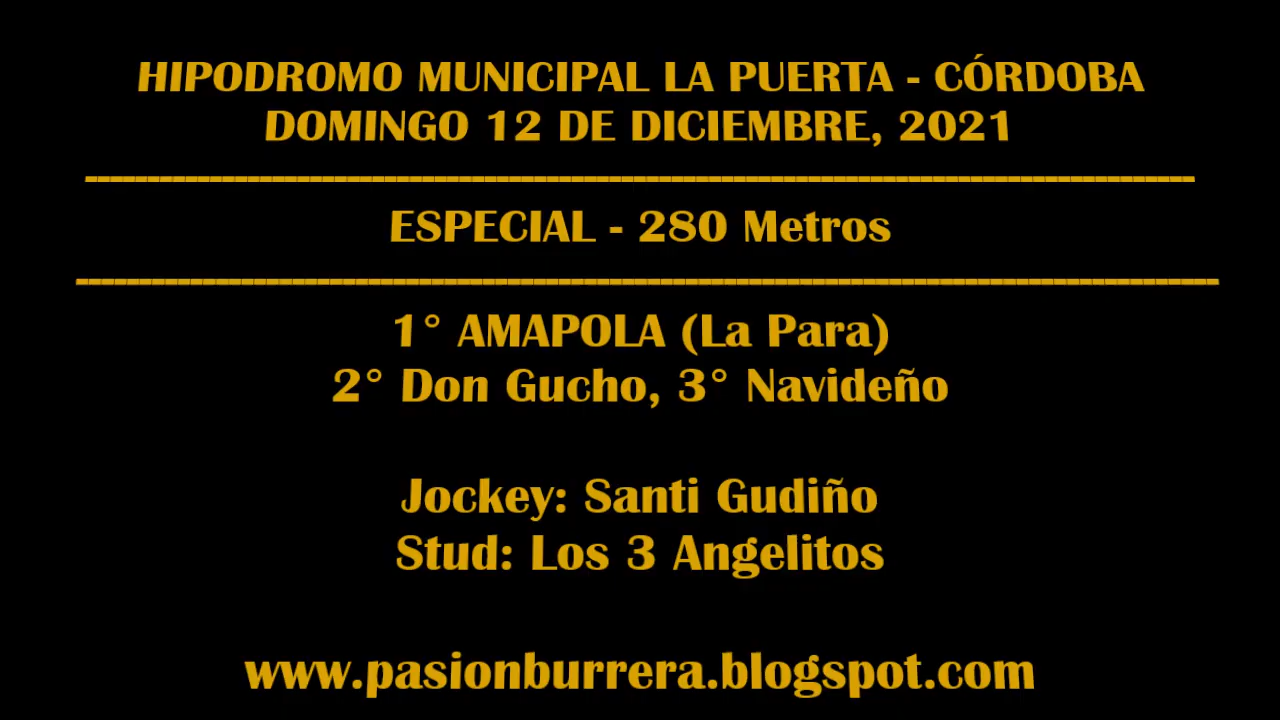 HIPODROMO MUNICIPAL LA PUERTA - CÓRDOBA
DOMINGO 12 DE DICIEMBRE, 2021
ESPECIAL - 280 Metros
1° AMAPOLA (La Para)
2° Don Gucho, 3° Navideño
Jockey: Santi Gudiño
Stud: Los 3 Angelitos
www.pasionburrera.blogspot.com